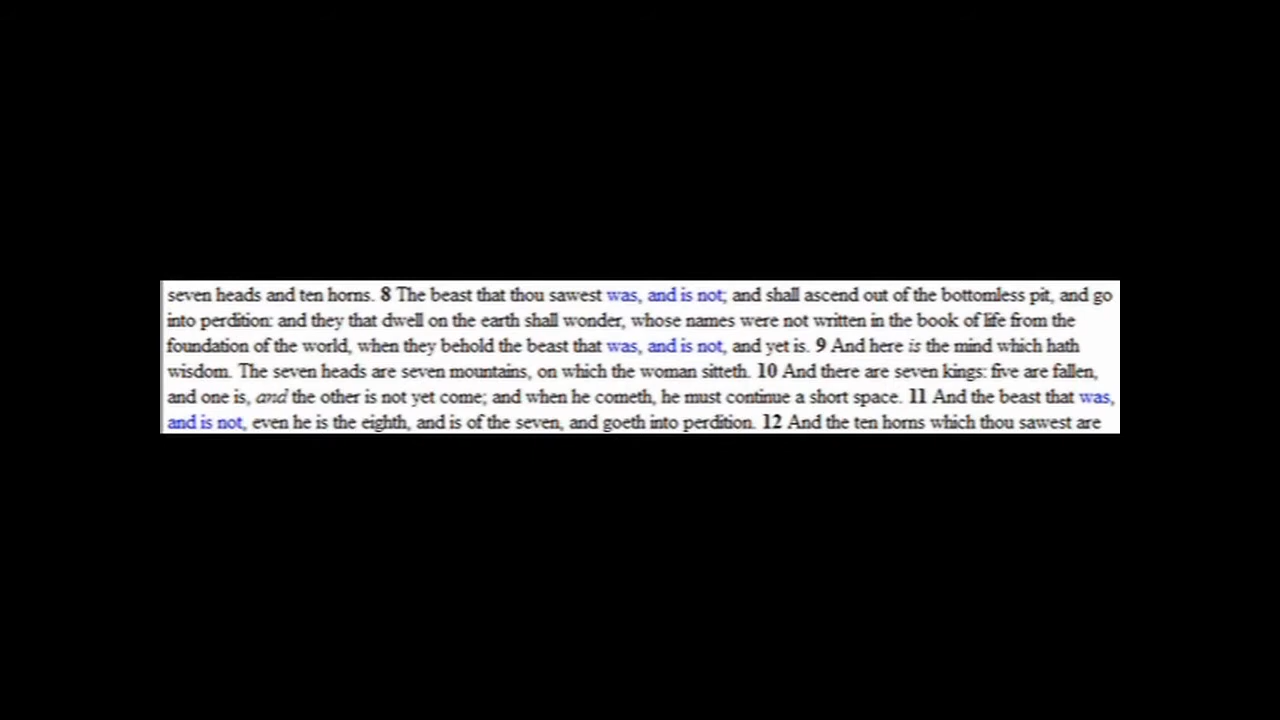 seven heads and ten horns. 8 The beast that thou sawest was, and is not; and shall ascend out of the bottomless pit, and go
into perdition: and they that dwell on the earth shall wonder, whose names were not written in the book of life from the
foundation of the world, when they behold the beast that was, and is not, and yet is. 9 And here is the mind which hath
wisdom. The seven heads are seven mountains, on which the woman sitteth. 10 And there are seven kings: five are fallen,
and one is, and the other is not yet come; and when he cometh, he must continue a short space. 11 And the beast that was,
and is not, even he is the eighth, and is of the seven, and goeth into perdition. 12 And the ten horns which thou sawest are